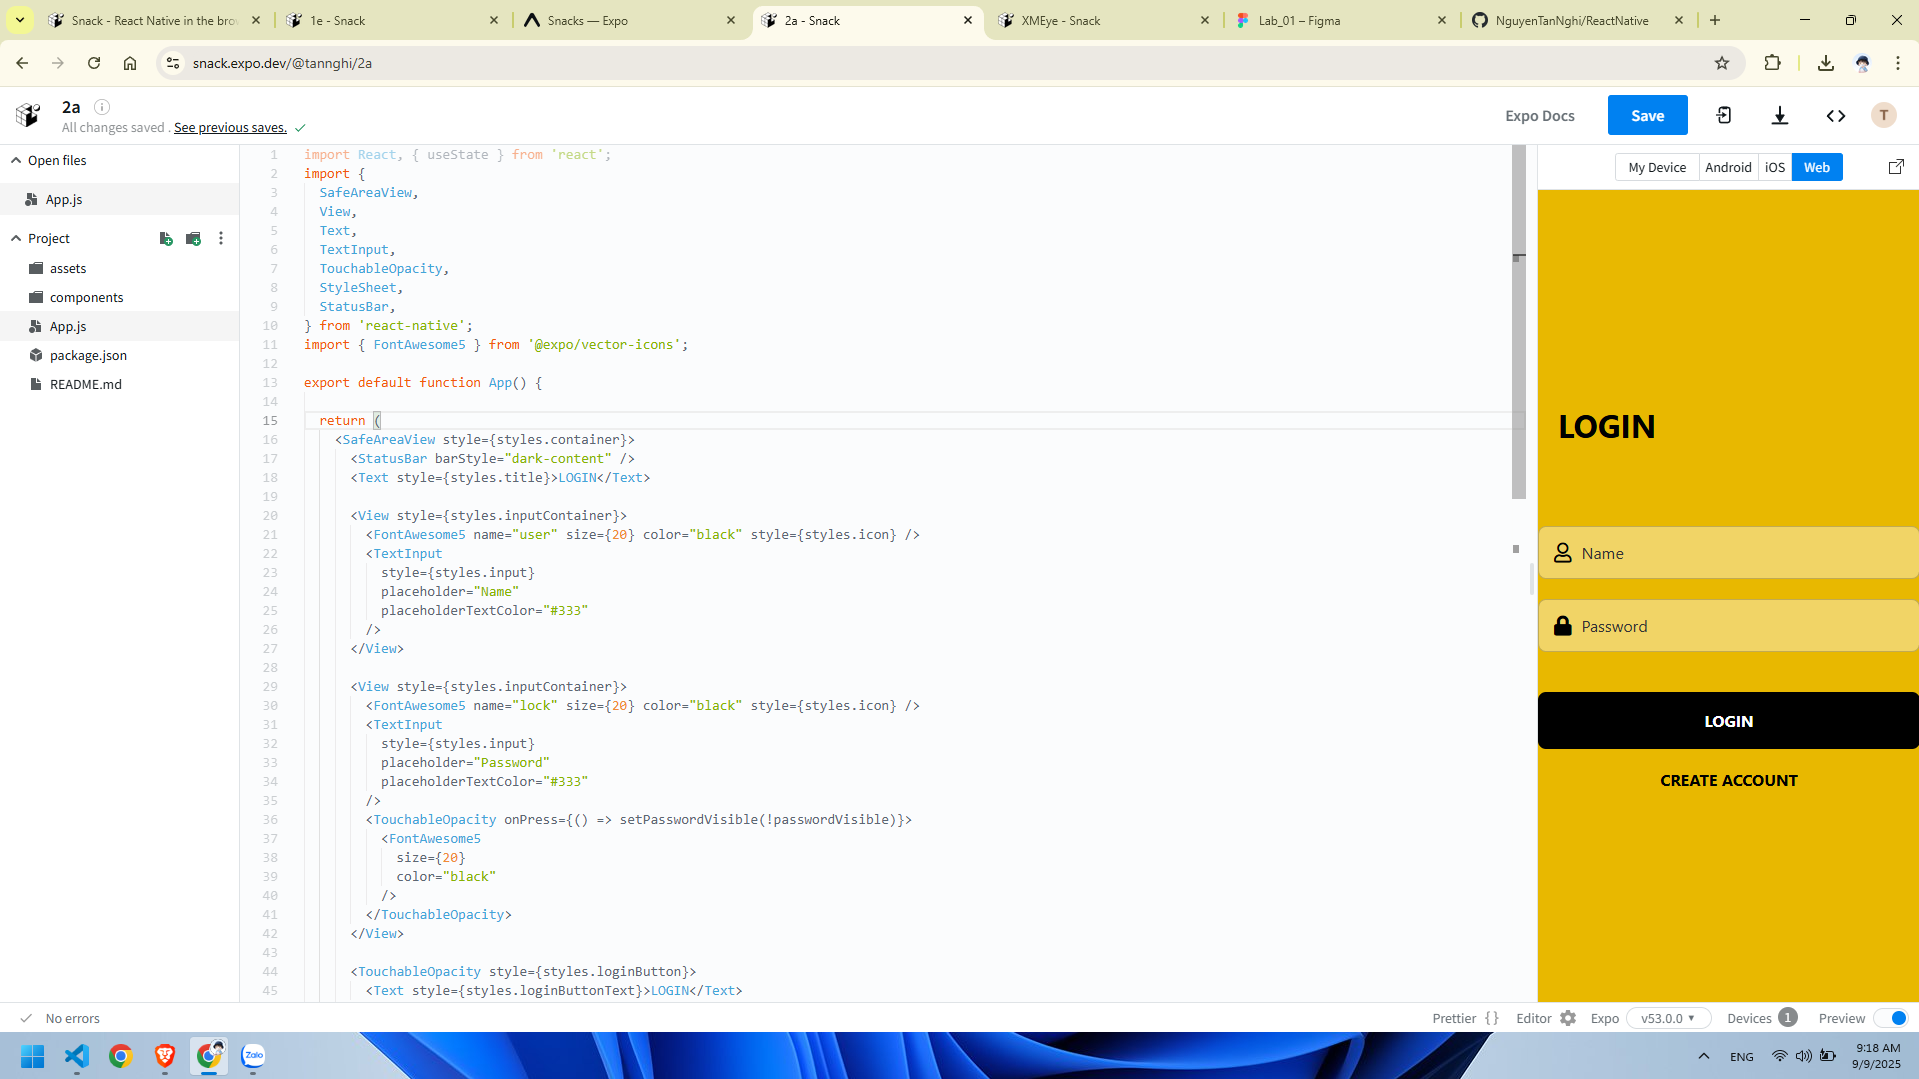 Snack - React Native in the brow
1e - Snack
Snacks — Expo
2a - Snack
XMEye - Snack
Lab_01 – Figma
NguyenTanNghi/ReactNative
snack.expo.dev/@tannghi/2a
2a
All changes saved . See previous saves.
Expo Docs
Save
T
Open files
App.js
Project
assets
components
App.js
package.json
README.md
1 import React, { useState } from 'react';
2 import {
3 SafeAreaView,
4 View,
5 Text,
6 TextInput,
7 TouchableOpacity,
8 StyleSheet,
9 StatusBar,
10 } from 'react-native';
11 import { FontAwesome5 } from '@expo/vector-icons';
12
13 export default function App() {
14
15 return (
16 <SafeAreaView style={styles.container}>
17 <StatusBar barStyle="dark-content" />
18 <Text style={styles.title}>LOGIN</Text>
19
20 <View style={styles.inputContainer}>
21 <FontAwesome5 name="user" size={20} color="black" style={styles.icon} />
22 <TextInput
23 style={styles.input}
24 placeholder="Name"
25 placeholderTextColor="#333"
26 />
27 </View>
28
29 <View style={styles.inputContainer}>
30 <FontAwesome5 name="lock" size={20} color="black" style={styles.icon} />
31 <TextInput
32 style={styles.input}
33 placeholder="Password"
34 placeholderTextColor="#333"
35 />
36 <TouchableOpacity onPress={() => setPasswordVisible(!passwordVisible)}>
37 <FontAwesome5
38 size={20}
39 color="black"
40 />
41 </TouchableOpacity>
42 </View>
43
44 <TouchableOpacity style={styles.loginButton}>
45 <Text style={styles.loginButtonText}>LOGIN</Text>
My Device
Android
iOS
Web
LOGIN
Name
Password
LOGIN
CREATE ACCOUNT
No errors
Prettier {}
Editor
Expo
v53.0.0
Devices 1
Preview
Zalo
ENG
9:18 AM
9/9/2025